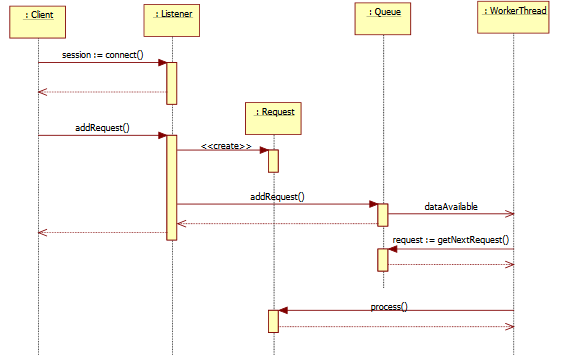 : Client
: Listener
: Queue
: WorkerThread
session := connect()
: Request
addRequest()
<<create>>
addRequest()
dataAvailable
request := getNextRequest()
process()